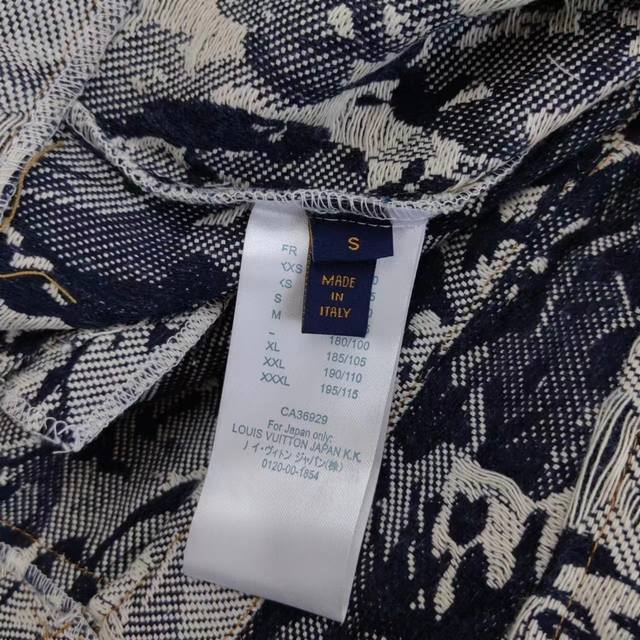 S
MADE
IN
ITALY
FR
XXS
XS
S
M
L 180/100
XL 185/105
XXL 190/110
XXXL 195/115
CA36929
For Japan only:
LOUIS VUITTON JAPAN K.K.
ルイ・ヴィトン ジャパン(株)
0120-00-1854